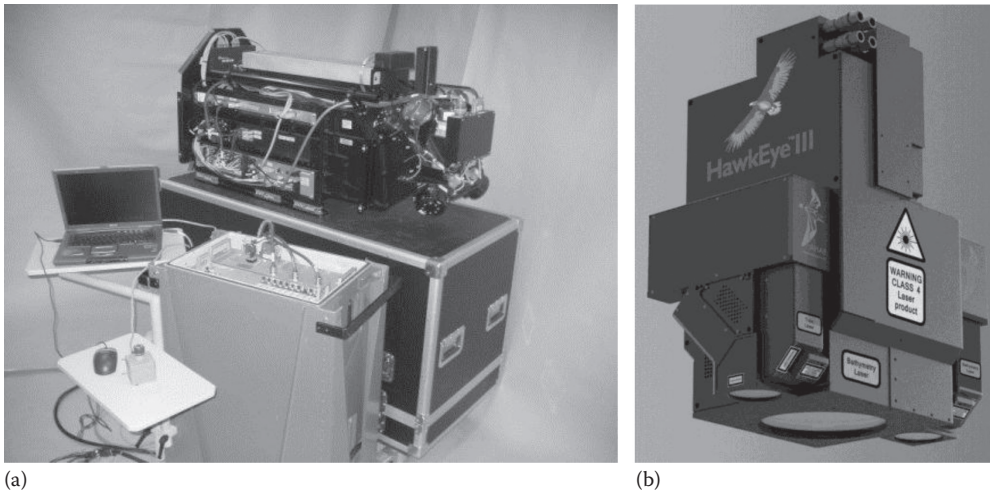 HawkEye III
WARNING
CLASS 4
Laser
product
Bathymetry
Laser
(a)
(b)